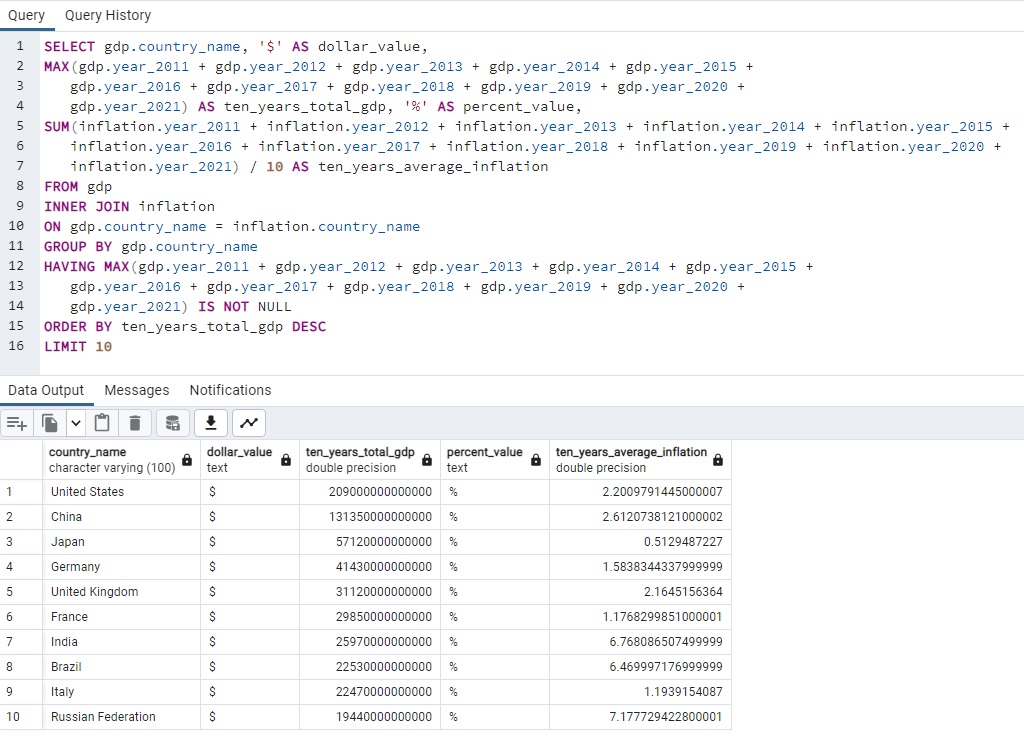 Query Query History
1 SELECT gdp.country_name, '$' AS dollar_value,
2 MAX(gdp.year_2011 + gdp.year_2012 + gdp.year_2013 + gdp.year_2014 + gdp.year_2015 +
3 gdp.year_2016 + gdp.year_2017 + gdp.year_2018 + gdp.year_2019 + gdp.year_2020 +
4 gdp.year_2021) AS ten_years_total_gdp, '%' AS percent_value,
5 SUM(inflation.year_2011 + inflation.year_2012 + inflation.year_2013 + inflation.year_2014 + inflation.year_2015 +
6 inflation.year_2016 + inflation.year_2017 + inflation.year_2018 + inflation.year_2019 + inflation.year_2020 +
7 inflation.year_2021) / 10 AS ten_years_average_inflation
8 FROM gdp
9 INNER JOIN inflation
10 ON gdp.country_name = inflation.country_name
11 GROUP BY gdp.country_name
12 HAVING MAX(gdp.year_2011 + gdp.year_2012 + gdp.year_2013 + gdp.year_2014 + gdp.year_2015 +
13 gdp.year_2016 + gdp.year_2017 + gdp.year_2018 + gdp.year_2019 + gdp.year_2020 +
14 gdp.year_2021) IS NOT NULL
15 ORDER BY ten_years_total_gdp DESC
16 LIMIT 10
Data Output Messages Notifications
country_name dollar_value ten_years_total_gdp percent_value ten_years_average_inflation
character varying (100) text double precision text double precision
1 United States $ 209000000000000 % 2.2009791445000007
2 China $ 131350000000000 % 2.6120738121000002
3 Japan $ 57120000000000 % 0.5129487227
4 Germany $ 41430000000000 % 1.5838344337999999
5 United Kingdom $ 31120000000000 % 2.1645156364
6 France $ 29850000000000 % 1.1768299851000001
7 India $ 25970000000000 % 6.768086507499999
8 Brazil $ 22530000000000 % 6.469997176999999
9 Italy $ 22470000000000 % 1.1939154087
10 Russian Federation $ 19440000000000 % 7.177729422800001